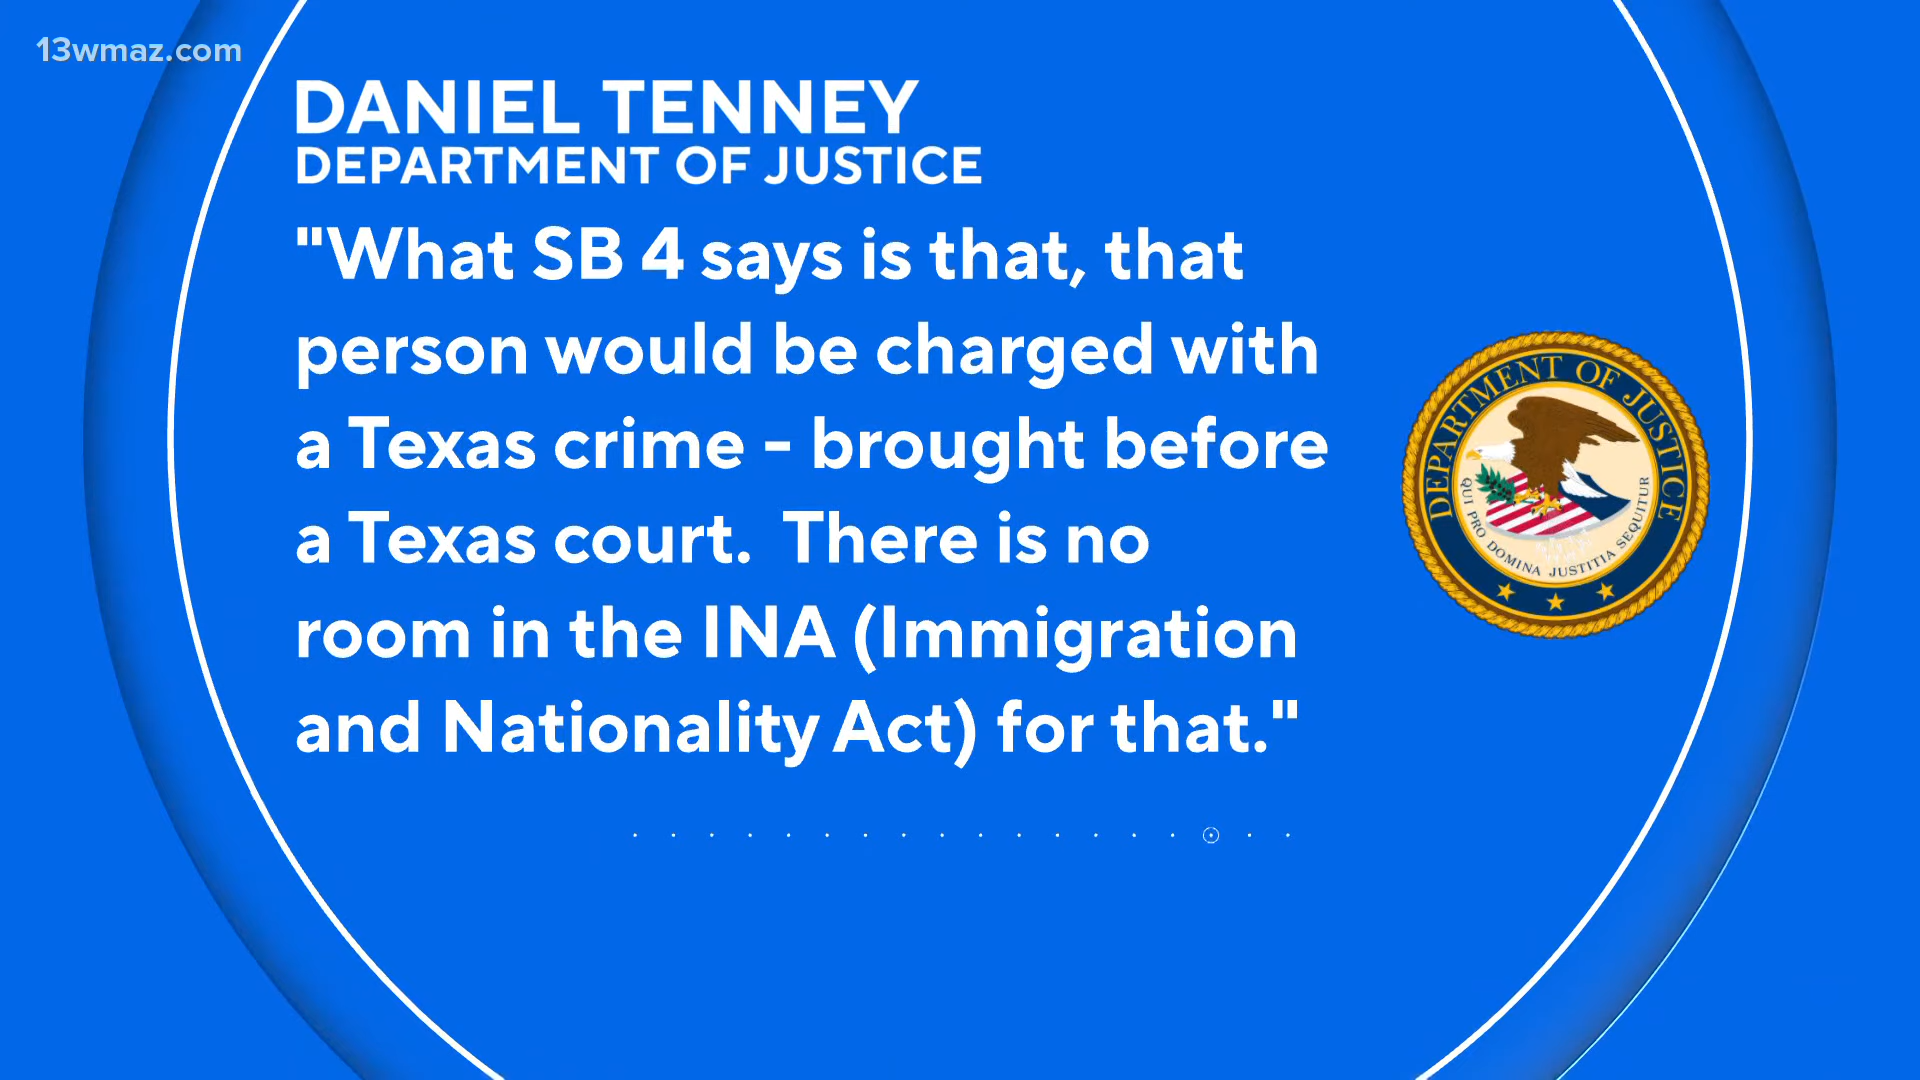 13wmaz.com
DANIEL TENNEY
DEPARTMENT OF JUSTICE
"What SB 4 says is that, that
person would be charged with
a Texas crime - brought before
a Texas court.  There is no
room in the INA (Immigration
and Nationality Act) for that."
DEPARTMENT OF JUSTICE
QUI PRO DOMINA JUSTITIA SEQUITUR